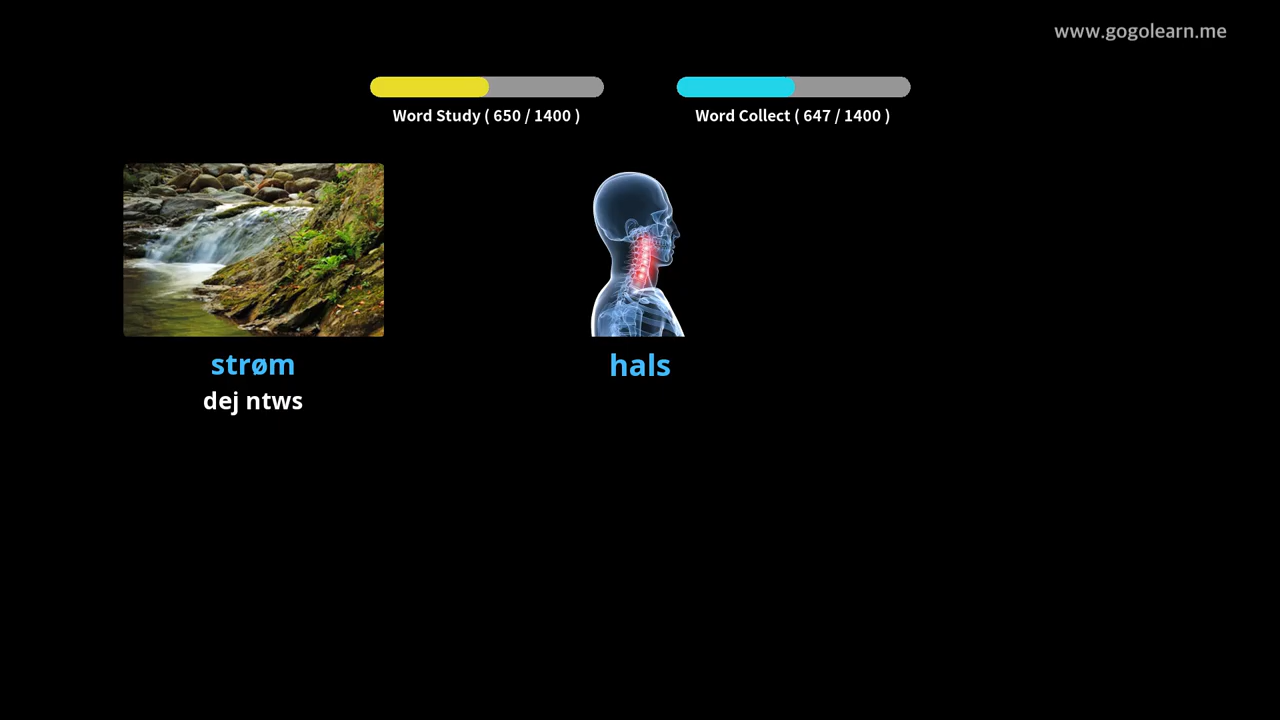 www.gogolearn.me
Word Study ( 650 / 1400 )
Word Collect ( 647 / 1400 )
strøm
dej ntws
hals